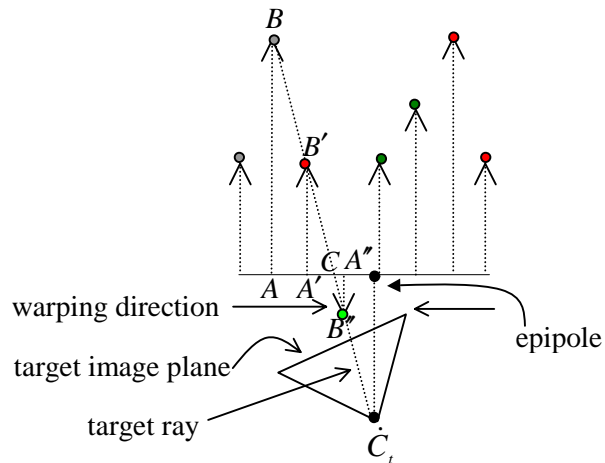 B
B′
C A″
A A′
warping direction
B″
epipole
target image plane
target ray
Ċt